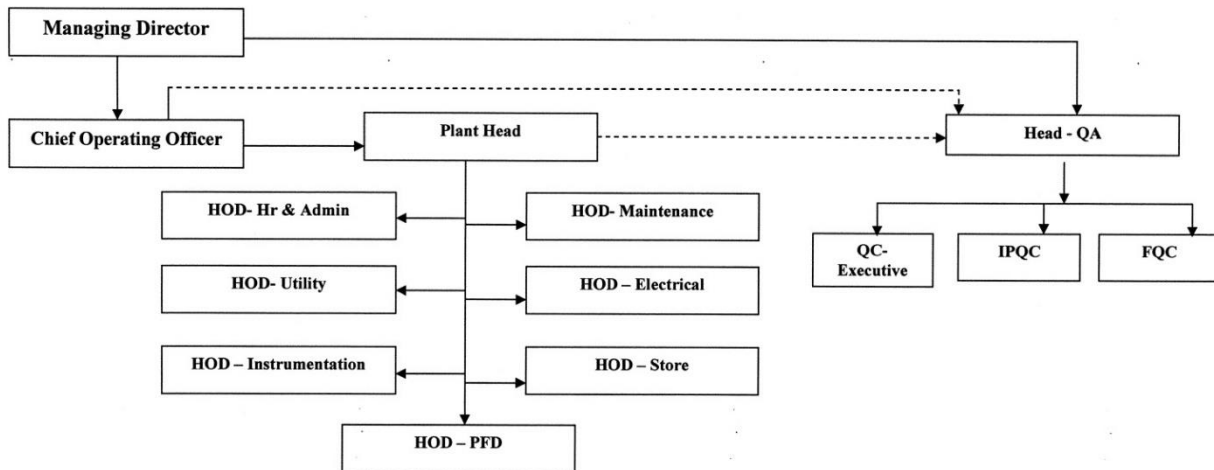 Managing Director
Chief Operating Officer
Plant Head
Head - QA
HOD- Hr & Admin
HOD- Maintenance
QC-
Executive
IPQC
FQC
HOD- Utility
HOD – Electrical
HOD – Instrumentation
HOD – Store
HOD – PFD